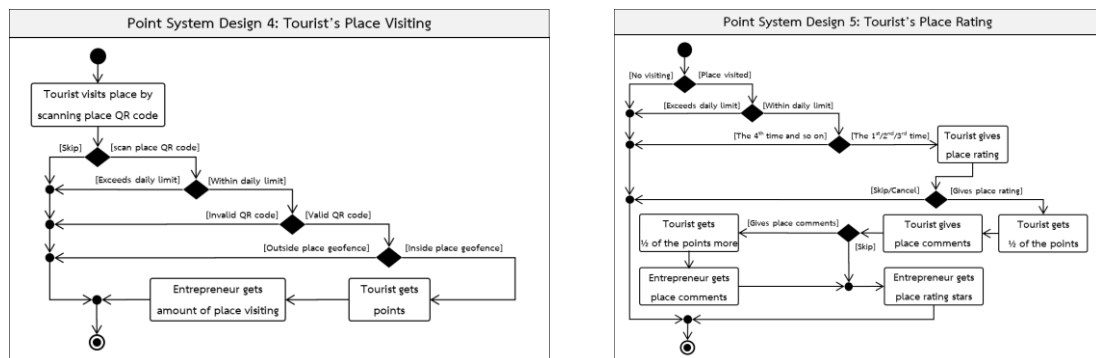 Point System Design 4: Tourist's Place Visiting
Tourist visits place by
scanning place QR code
[Skip] [scan place QR code]
[Exceeds daily limit] [Within daily limit]
[Invalid QR code] [Valid QR code]
[Outside place geofence] [Inside place geofence]
Entrepreneur gets
amount of place visiting
Tourist gets
points
Point System Design 5: Tourist's Place Rating
[No visiting] [Place visited]
[Exceeds daily limit] [Within daily limit]
[The 4th time and so on] [The 1st/2nd/3rd time]
Tourist gives
place rating
[Skip/Cancel] [Gives place rating]
Tourist gets
½ of the points
Tourist gives
place comments
[Gives place comments]
[Skip]
Tourist gets
½ of the points more
Entrepreneur gets
place comments
Entrepreneur gets
place rating stars